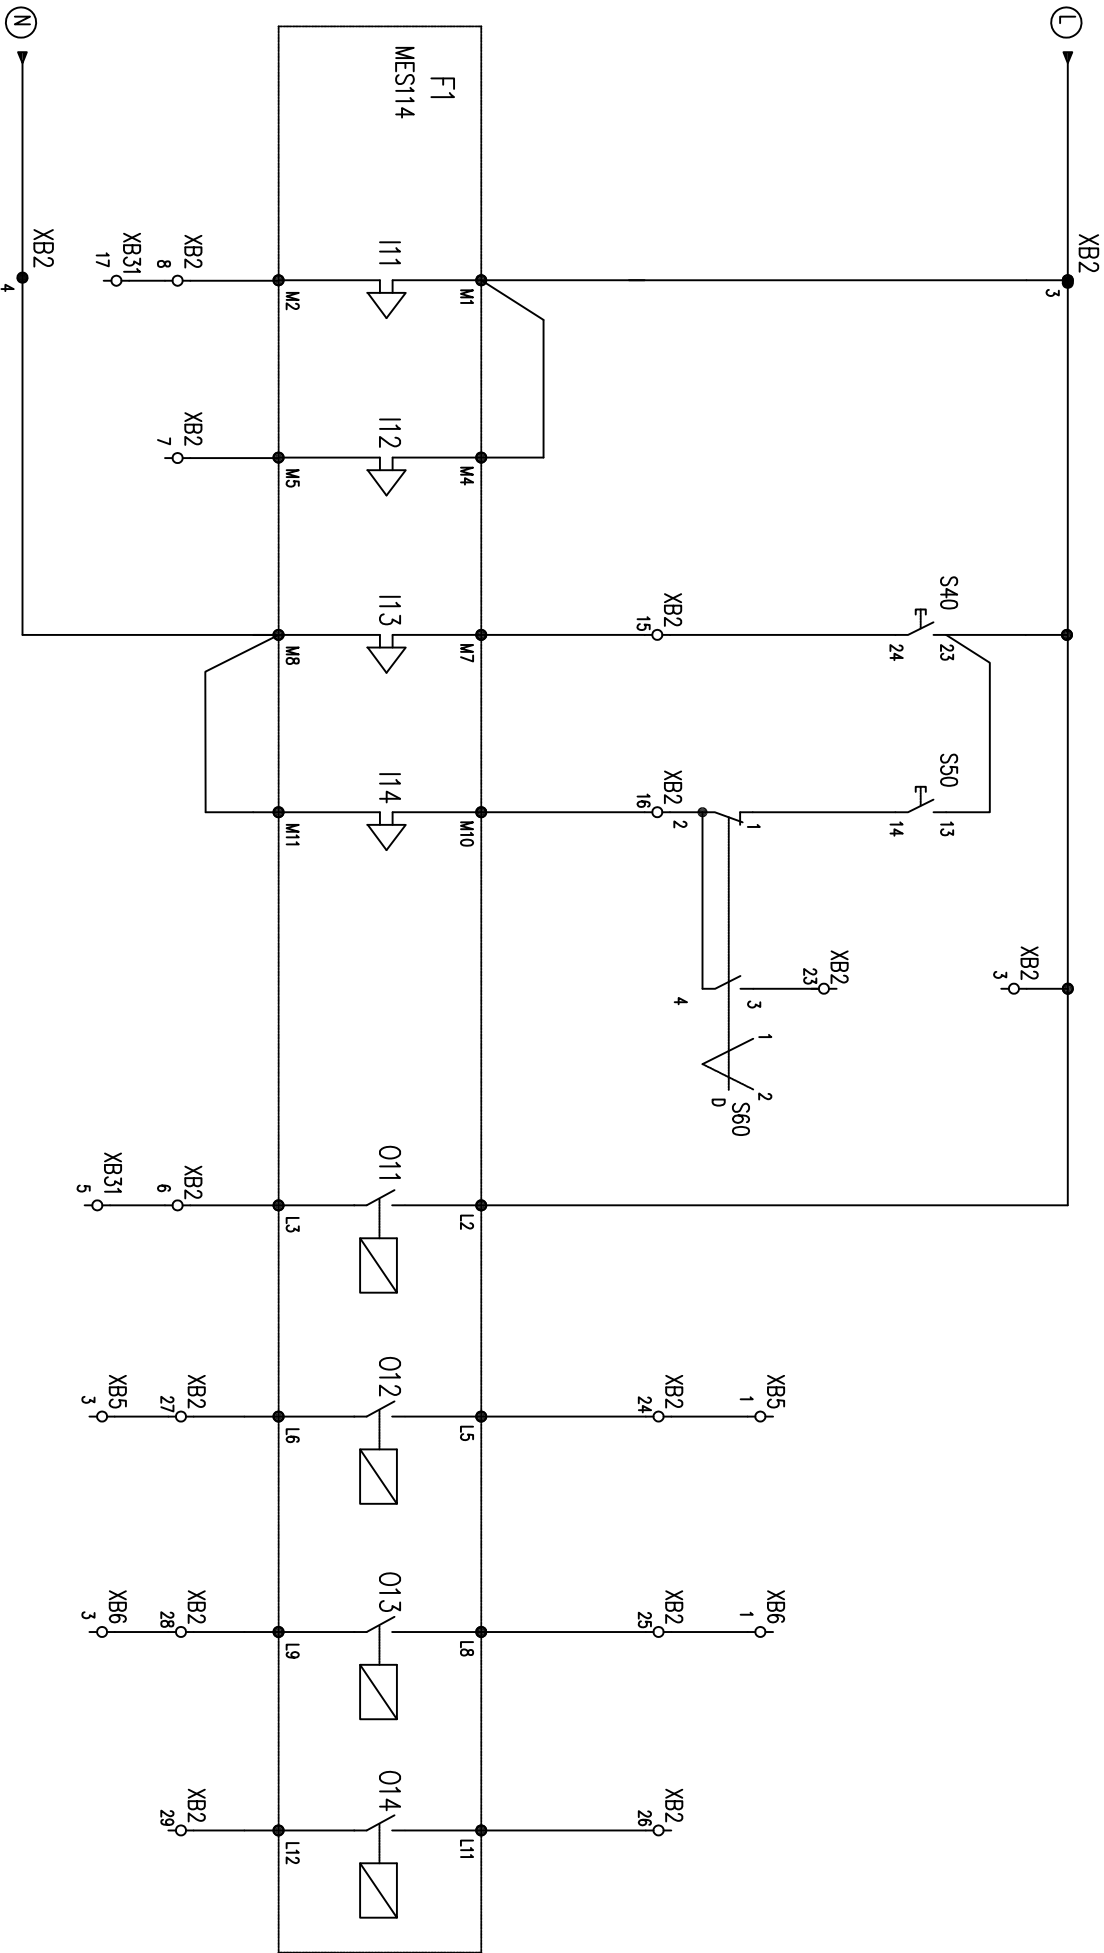 L
XB2
3
S40
23
24
S50
13
14
XB2
3
XB2
23
1
2
3
4
1
2
S60
D
XB5
1
XB6
1
XB2
15
XB2
16
XB2
24
XB2
25
XB2
26
F1
MES114
M1
M4
M7
M10
L2
L5
L8
L11
I11
I12
I13
I14
O11
O12
O13
O14
M2
M5
M8
M11
L3
L6
L9
L12
XB2
8
XB31
17
XB2
7
XB2
6
XB31
5
XB2
27
XB5
3
XB2
28
XB6
3
XB2
29
N
XB2
4